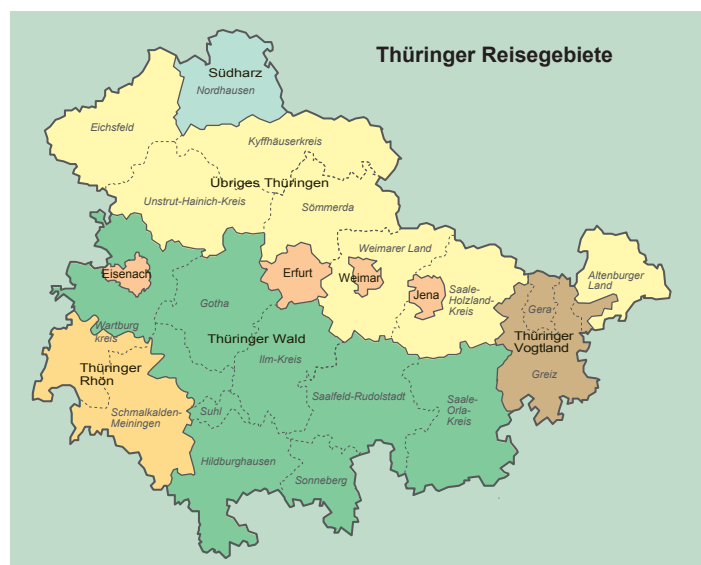 Thüringer Reisegebiete
Südharz
Nordhausen
Eichsfeld
Kyffhäuserkreis
Übriges Thüringen
Unstrut-Hainich-Kreis
Sömmerda
Weimarer Land
Eisenach
Erfurt
Weimar
Jena
Saale-
Holzland-
Kreis
Altenburger
Land
Gotha
Gera
Wartburg
kreis
Thüringer Wald
Thüringer
Vogtland
Ilm-Kreis
Thüringer
Rhön
Greiz
Schmalkalden-
Meiningen
Suhl
Saalfeld-Rudolstadt
Saale-
Orla-
Kreis
Hildburghausen
Sonneberg